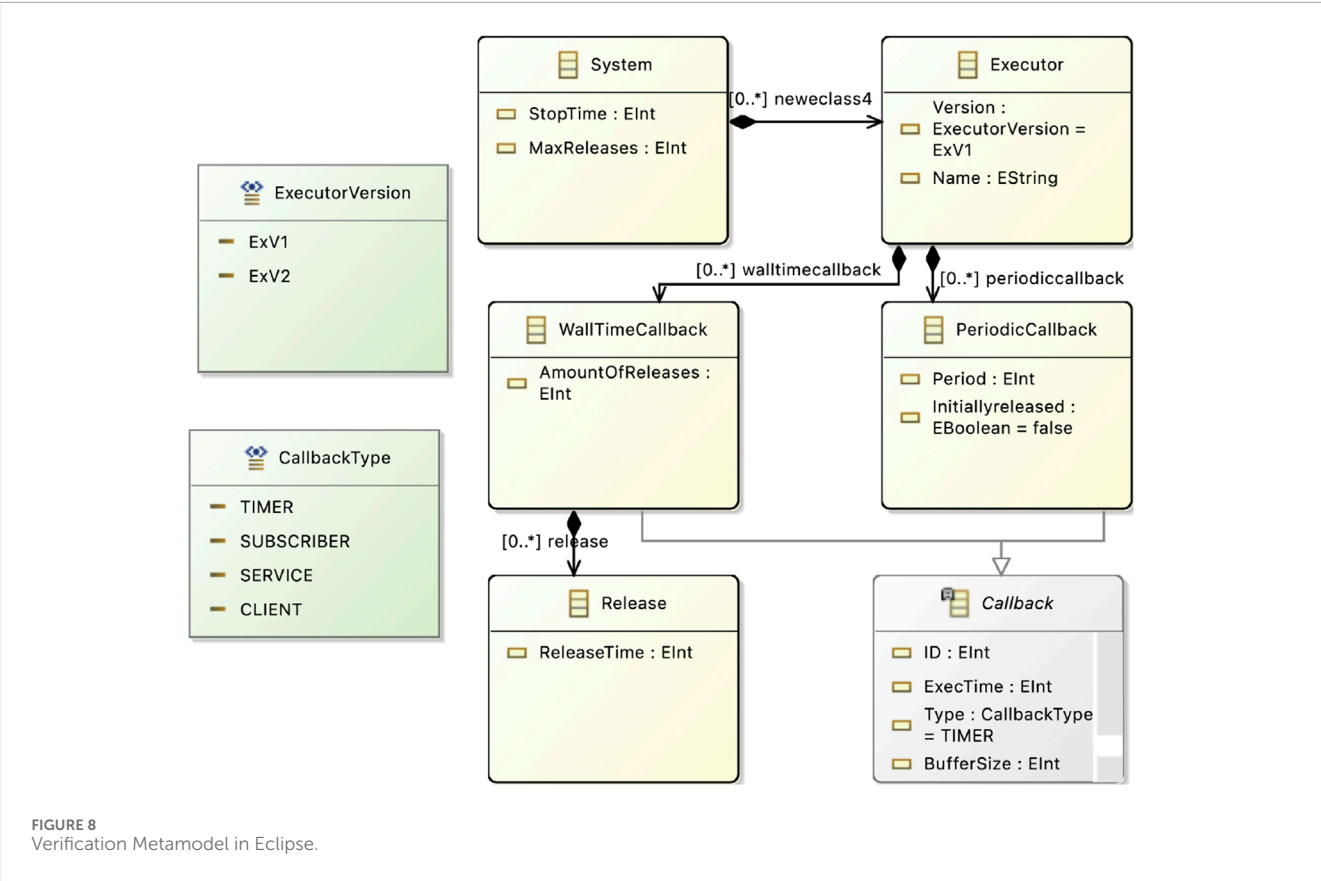 System
StopTime : EInt
MaxReleases : EInt
[0..*] neweclass4
Executor
Version :
ExecutorVersion =
ExV1
Name : EString
ExecutorVersion
ExV1
ExV2
[0..*] walltimecallback
[0..*] periodiccallback
WallTimeCallback
AmountOfReleases :
EInt
PeriodicCallback
Period : EInt
Initiallyreleased :
EBoolean = false
CallbackType
TIMER
SUBSCRIBER
SERVICE
CLIENT
[0..*] release
Release
ReleaseTime : EInt
Callback
ID : EInt
ExecTime : EInt
Type : CallbackType
= TIMER
BufferSize : EInt
FIGURE 8
Verification Metamodel in Eclipse.